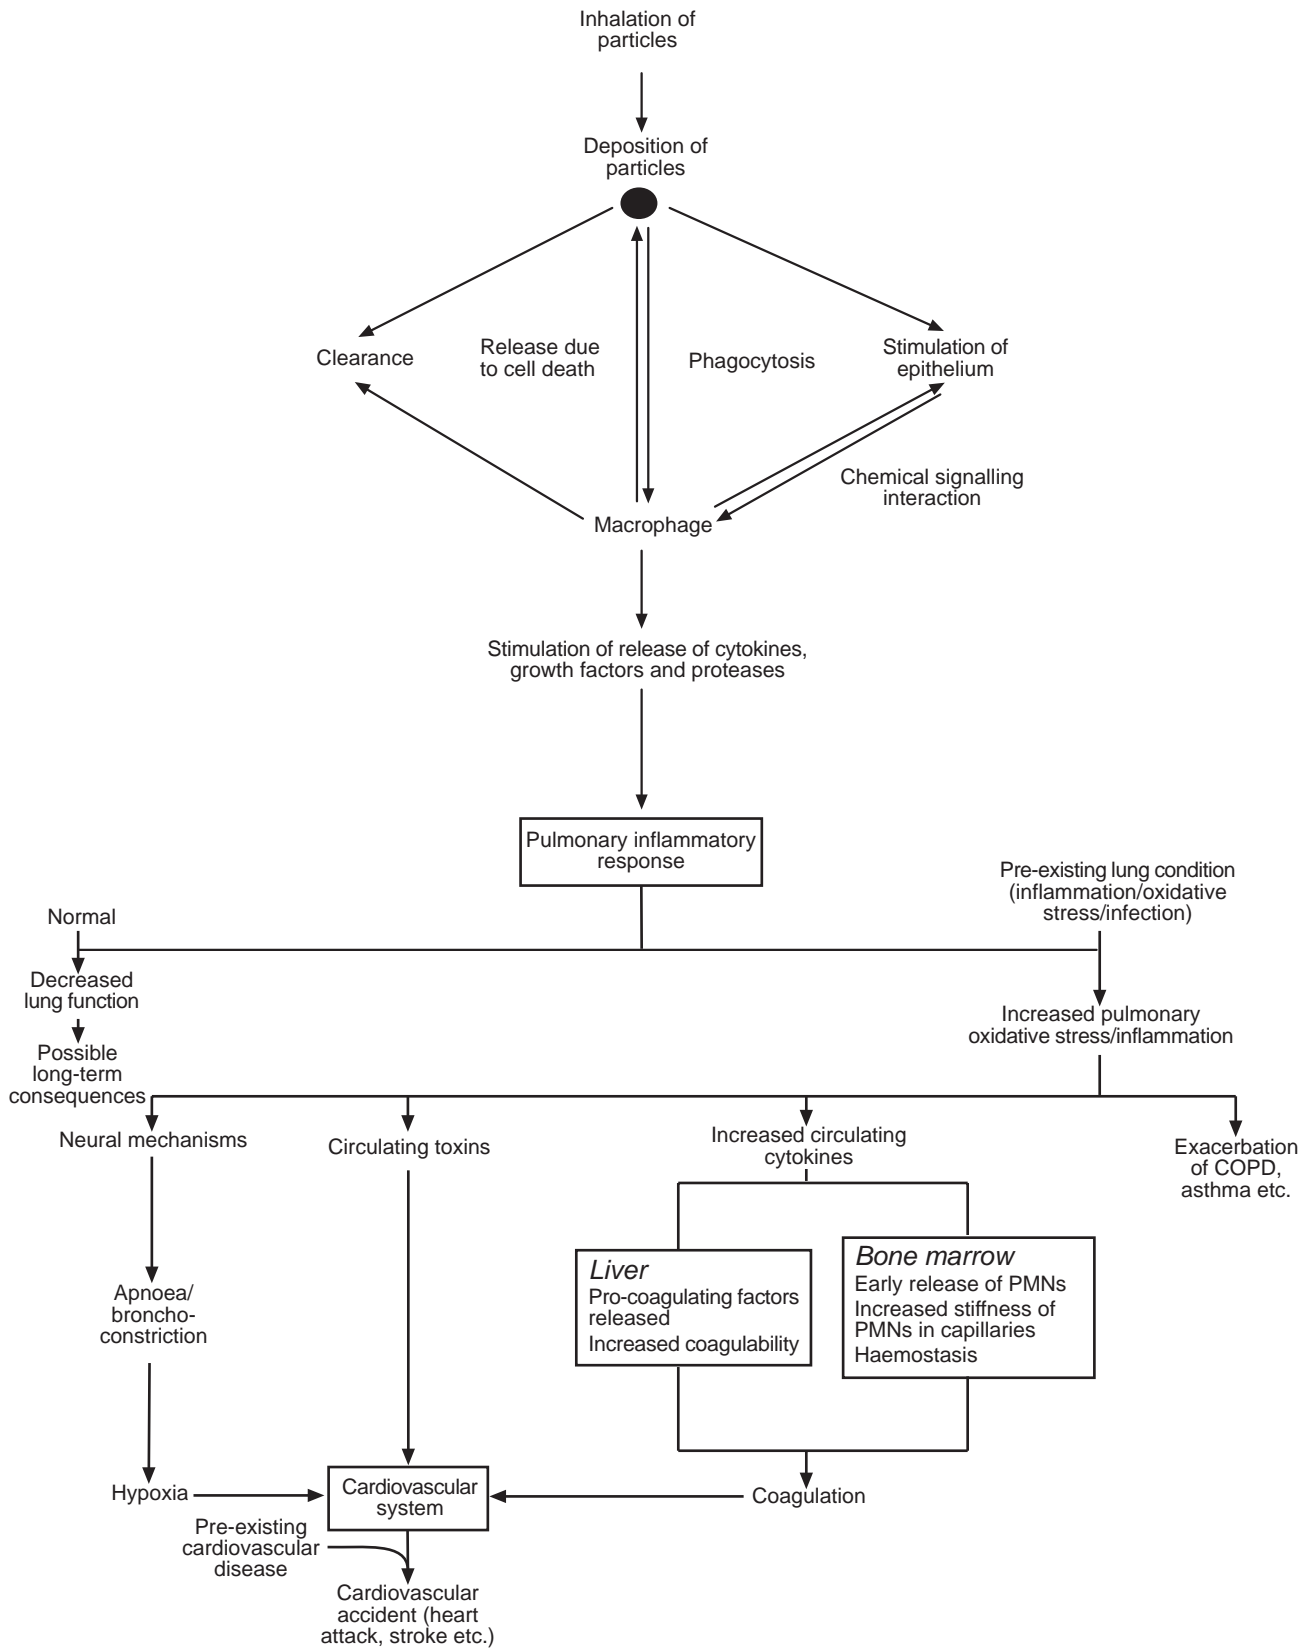 Inhalation of
particles
Deposition of
particles
Clearance
Release due
to cell death
Phagocytosis
Stimulation of
epithelium
Chemical signalling
interaction
Macrophage
Stimulation of release of cytokines,
growth factors and proteases
Pulmonary inflammatory
response
Pre-existing lung condition
(inflammation/oxidative
stress/infection)
Normal
Decreased
lung function
Possible
long-term
consequences
Increased pulmonary
oxidative stress/inflammation
Neural mechanisms
Circulating toxins
Increased circulating
cytokines
Exacerbation
of COPD,
asthma etc.
Apnoea/
broncho-
constriction
Liver
Pro-coagulating factors
released
Increased coagulability
Bone marrow
Early release of PMNs
Increased stiffness of
PMNs in capillaries
Haemostasis
Hypoxia
Cardiovascular
system
Coagulation
Pre-existing
cardiovascular
disease
Cardiovascular
accident (heart
attack, stroke etc.)